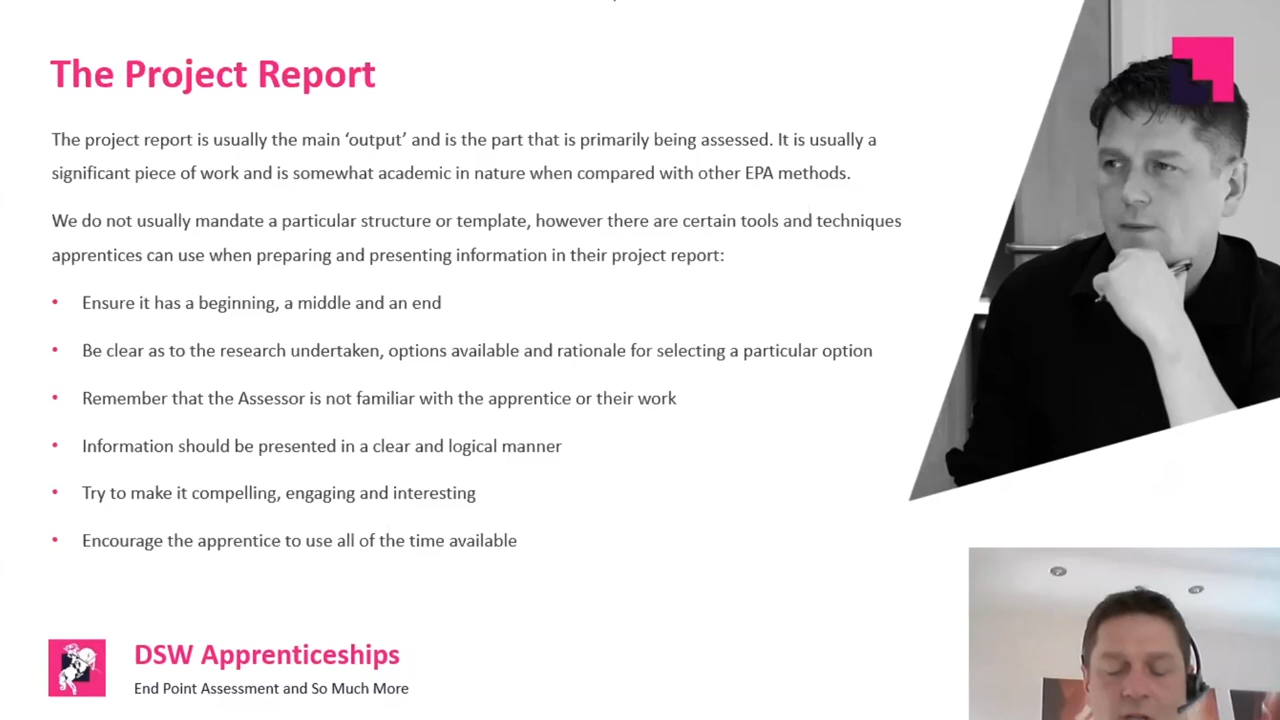 The Project Report
The project report is usually the main ‘output’ and is the part that is primarily being assessed. It is usually a
significant piece of work and is somewhat academic in nature when compared with other EPA methods.
We do not usually mandate a particular structure or template, however there are certain tools and techniques
apprentices can use when preparing and presenting information in their project report:
• Ensure it has a beginning, a middle and an end
• Be clear as to the research undertaken, options available and rationale for selecting a particular option
• Remember that the Assessor is not familiar with the apprentice or their work
• Information should be presented in a clear and logical manner
• Try to make it compelling, engaging and interesting
• Encourage the apprentice to use all of the time available
DSW Apprenticeships
End Point Assessment and So Much More